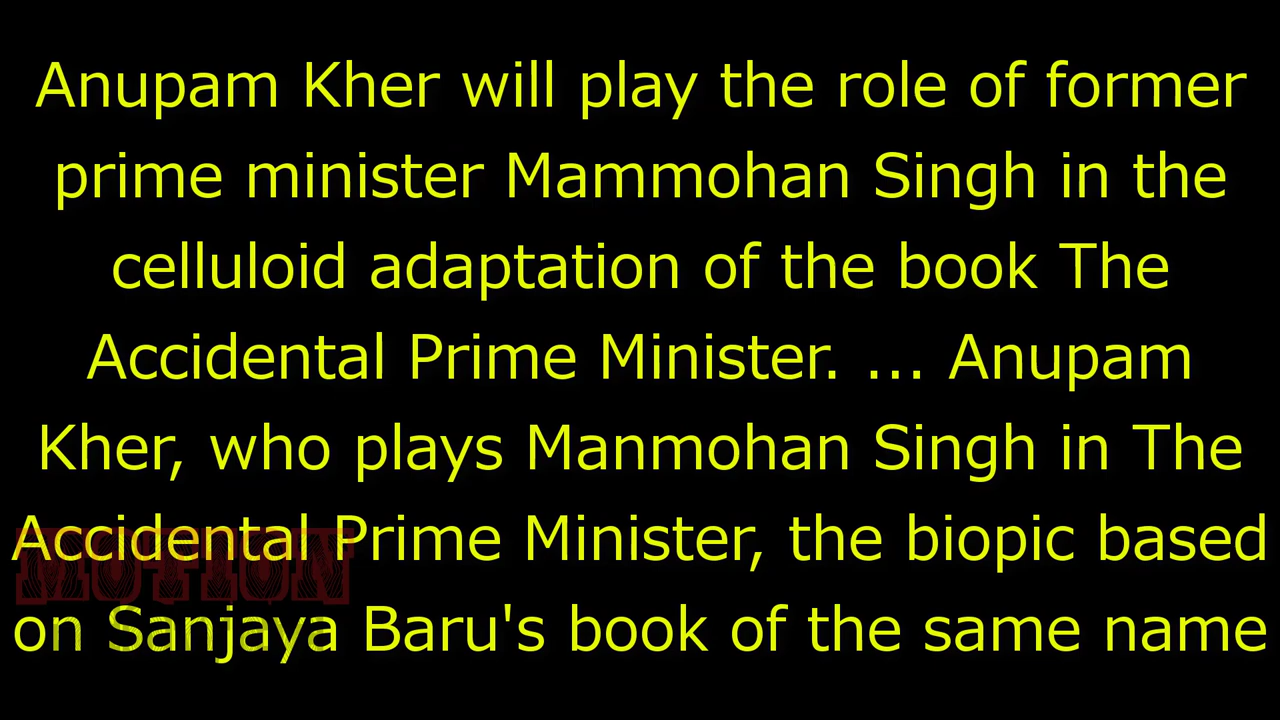 Anupam Kher will play the role of former
prime minister Mammohan Singh in the
celluloid adaptation of the book The
Accidental Prime Minister. ... Anupam
Kher, who plays Manmohan Singh in The
Accidental Prime Minister, the biopic based
MOTION
on Sanjaya Baru's book of the same name